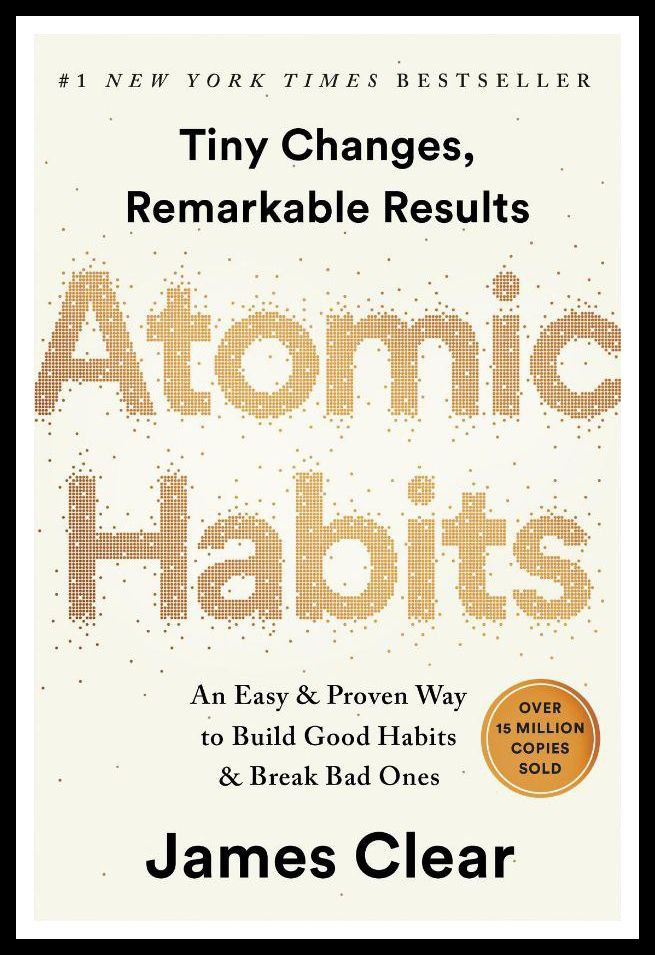 #1 NEW YORK TIMES BESTSELLER
Tiny Changes,
Remarkable Results
Atomic
Habits
An Easy & Proven Way
to Build Good Habits
& Break Bad Ones
OVER
15 MILLION
COPIES
SOLD
James Clear